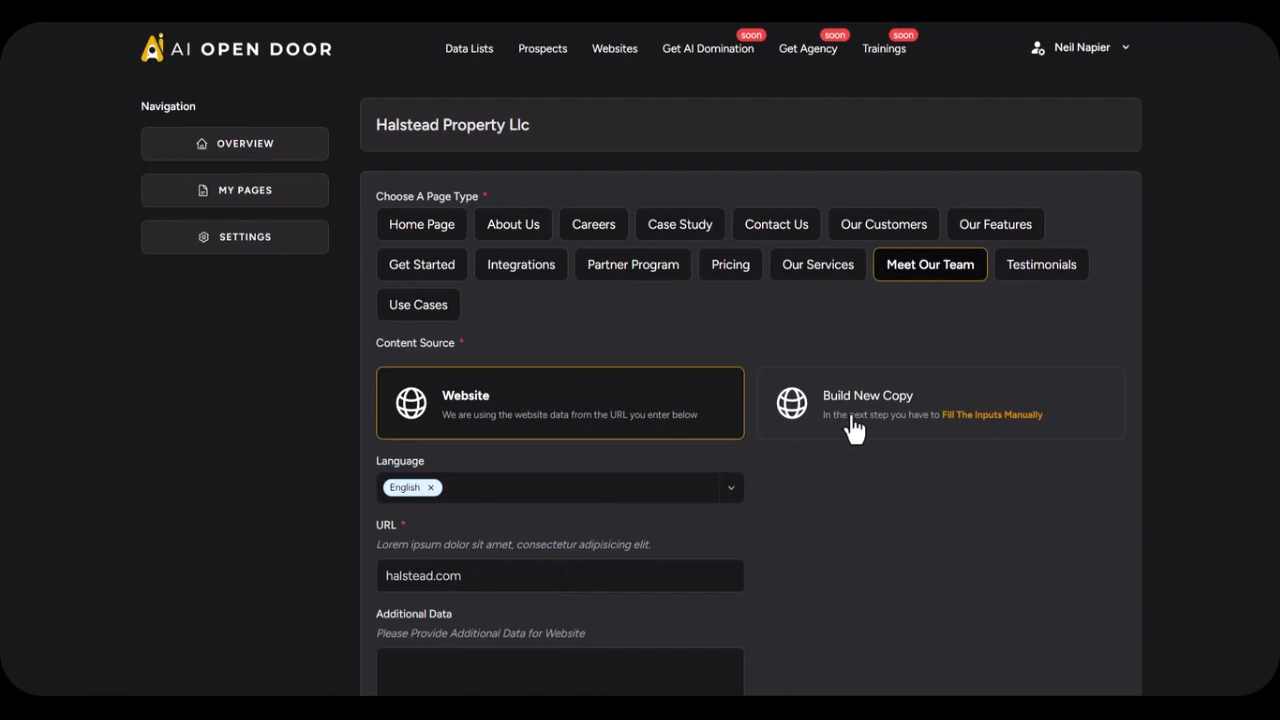 soon soon soon
AI OPEN DOOR Data Lists Prospects Websites Get AI Domination Get Agency Trainings Neil Napier
Navigation
OVERVIEW
MY PAGES
SETTINGS
Halstead Property Llc
Choose A Page Type *
Home Page About Us Careers Case Study Contact Us Our Customers Our Features
Get Started Integrations Partner Program Pricing Our Services Meet Our Team Testimonials
Use Cases
Content Source *
Website
We are using the website data from the URL you enter below
Build New Copy
In the next step you have to Fill The Inputs Manually
Language
English ×
URL *
Lorem ipsum dolor sit amet, consectetur adipisicing elit.
halstead.com
Additional Data
Please Provide Additional Data for Website